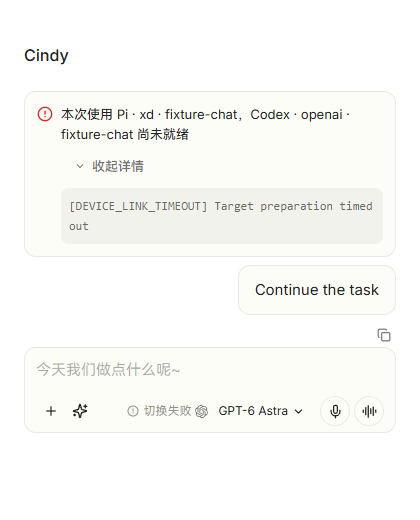 Cindy
本次使用 Pi · xd · fixture-chat，Codex · openai ·
fixture-chat 尚未就绪
收起详情
[DEVICE_LINK_TIMEOUT] Target preparation timed
out
Continue the task
今天我们做点什么呢~
切换失败 GPT-6 Astra